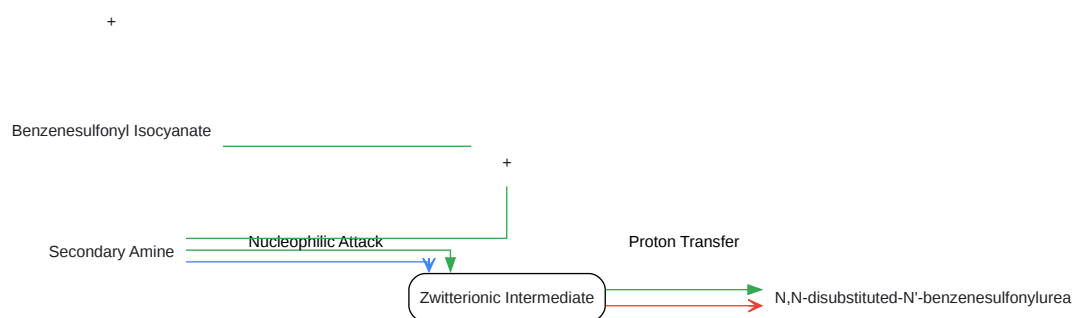 +
Benzenesulfonyl Isocyanate
+
Nucleophilic Attack
Proton Transfer
Secondary Amine
Zwitterionic Intermediate
N,N-disubstituted-N'-benzenesulfonylurea